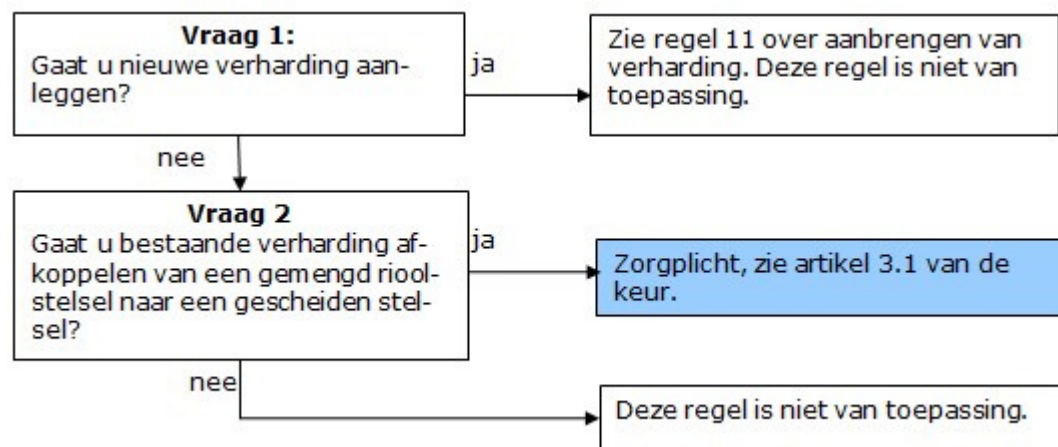 Vraag 1:
Gaat u nieuwe verharding aan-
leggen?
ja
Zie regel 11 over aanbrengen van
verharding. Deze regel is niet van
toepassing.
nee
Vraag 2
Gaat u bestaande verharding af-
koppelen van een gemengd riool-
stelsel naar een gescheiden stel-
sel?
ja
Zorgplicht, zie artikel 3.1 van de
keur.
nee
Deze regel is niet van toepassing.